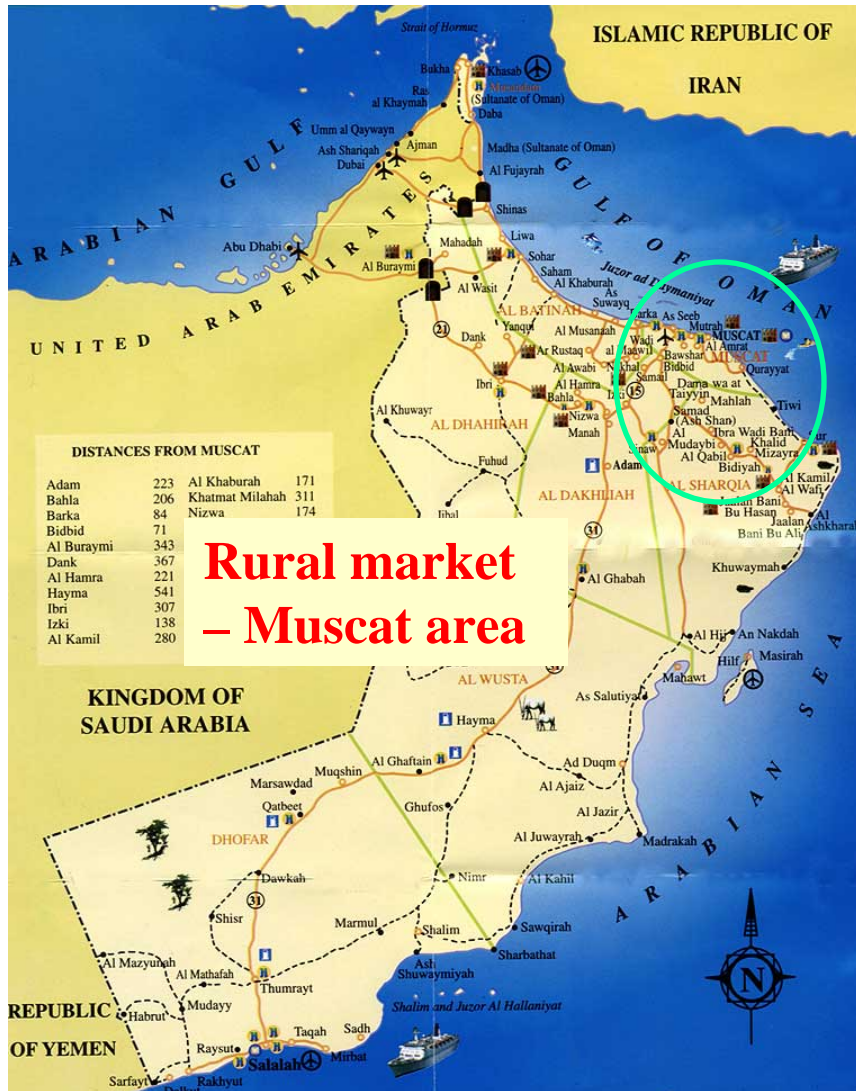 Strait of Hormuz
ISLAMIC REPUBLIC OF
IRAN
Bukha
Khasab
Musandam
(Sultanate of Oman)
Ras
al Khaymah
Daba
Umm al Qaywayn
Ajman
Ash Shariqah
Dubai
Madha (Sultanate of Oman)
Al Fujayrah
ARABIAN GULF
GULF OF OMAN
Shinas
Abu Dhabi
Liwa
Mahadah
Al Buraymi
Sohar
UNITED ARAB EMIRATES
Saham
Al Wasit
Al Khaburah
Juzor ad Daymaniyat
As
Suwayq
AL BATINAH
Barka
As Seeb
Mutrah
21
Dank
Yanqul
Al Musanaah
Wadi
al Maawil
MUSCAT
Al Amrat
Ar Rustaq
Bawshar
MUSCAT
Al Awabi
Nakhal
Bidbid
Qurayyat
Ibri
Samail
Al Hamra
Izki
15
Dama wa at
Taiyyin
Mahlah
Bahla
Tiwi
Al Khuwayr
Nizwa
Samad
(Ash Shan)
AL DHAHIRAH
Manah
Al
Mudaybi
Ibra
Wadi Bani
Khalid
Sur
Sinaw
Al Qabil
Mizayra
Fuhud
Adam
Bidiyah
Al Kamil
AL DAKHLIAH
AL SHARQIA
Al Wafi
Jibal
Jaalan Bani
Bu Hasan
Al
Ashkharah
Jaalan
Bani Bu Ali
DISTANCES FROM MUSCAT
Adam 223 Al Khaburah 171
Bahla 206 Khatmat Milahah 311
Barka 84 Nizwa 174
Bidbid 71
Al Buraymi 343
Dank 367
Al Hamra 221
Hayma 541
Ibri 307
Izki 138
Al Kamil 280
31
Rural market
– Muscat area
Al Ghabah
Khuwaymah
Al Hij
An Nakdah
Hilf
Masirah
Mahawt
AL WUSTA
KINGDOM OF
SAUDI ARABIA
As Salutiyat
Hayma
Al Ghaftain
Ad Duqm
Muqshin
Al Ajaiz
Marsawdad
Ghufos
Qatbeet
Al Jazir
DHOFAR
Al Juwayrah
Madrakah
ARABIAN SEA
Dawkah
Nimr
Al Kahil
31
Shisr
Marmul
Shalim
Sawqirah
Sharbathat
Al Mazyunah
Ash
Shuwaymiyah
Al Mathafah
Thumrayt
N
REPUBLIC
OF YEMEN
Habrut
Mudayy
Shalim and Juzor Al Hallaniyat
Taqah
Sadh
Raysut
Salalah
Mirbat
Sarfayt
Rakhyut